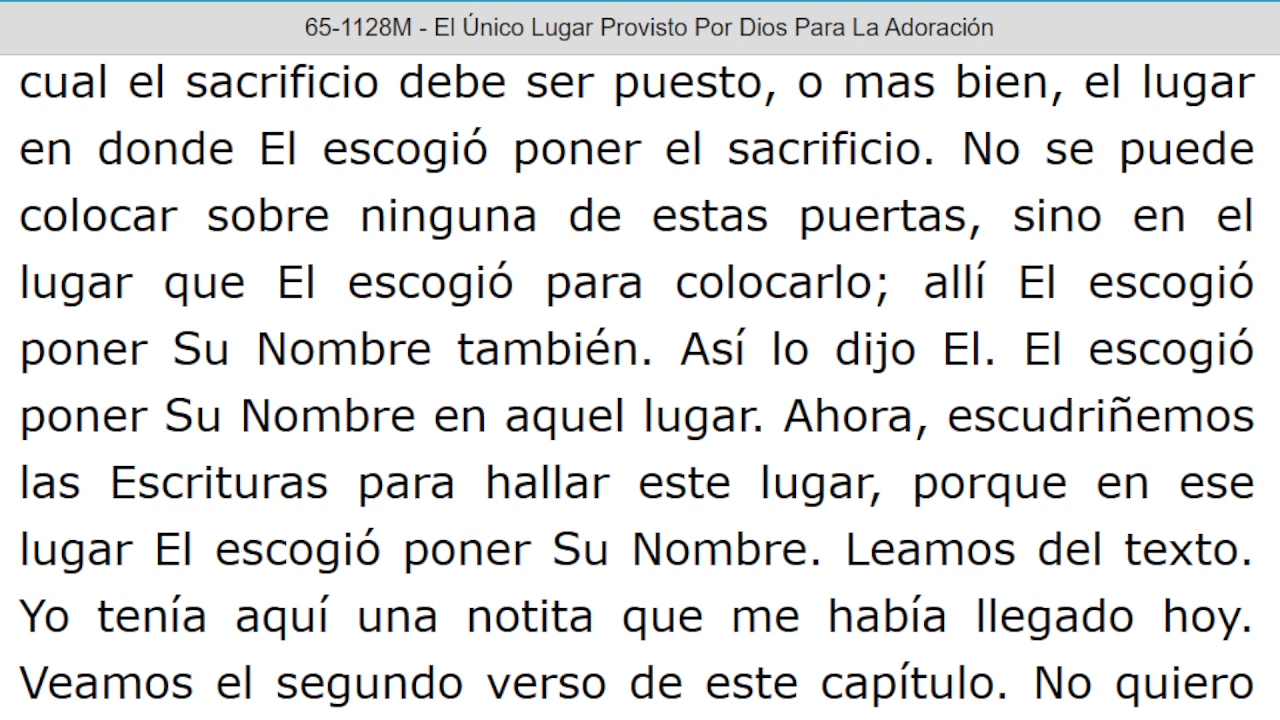 65-1128M - El Único Lugar Provisto Por Dios Para La Adoración
cual el sacrificio debe ser puesto, o mas bien, el lugar
en donde El escogió poner el sacrificio. No se puede
colocar sobre ninguna de estas puertas, sino en el
lugar que El escogió para colocarlo; allí El escogió
poner Su Nombre también. Así lo dijo El. El escogió
poner Su Nombre en aquel lugar. Ahora, escudriñemos
las Escrituras para hallar este lugar, porque en ese
lugar El escogió poner Su Nombre. Leamos del texto.
Yo tenía aquí una notita que me había llegado hoy.
Veamos el segundo verso de este capítulo. No quiero